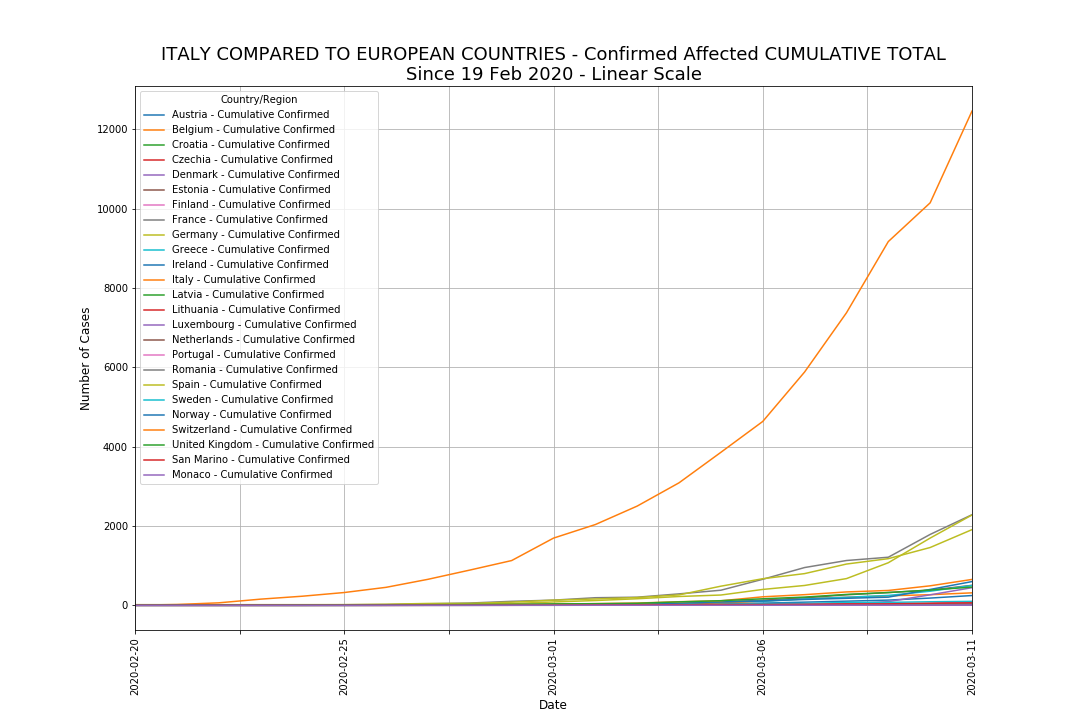 ITALY COMPARED TO EUROPEAN COUNTRIES - Confirmed Affected CUMULATIVE TOTAL
Since 19 Feb 2020 - Linear Scale
Country/Region
Austria - Cumulative Confirmed
Belgium - Cumulative Confirmed
Croatia - Cumulative Confirmed
Czechia - Cumulative Confirmed
Denmark - Cumulative Confirmed
Estonia - Cumulative Confirmed
Finland - Cumulative Confirmed
France - Cumulative Confirmed
Germany - Cumulative Confirmed
Greece - Cumulative Confirmed
Ireland - Cumulative Confirmed
Italy - Cumulative Confirmed
Latvia - Cumulative Confirmed
Lithuania - Cumulative Confirmed
Luxembourg - Cumulative Confirmed
Netherlands - Cumulative Confirmed
Portugal - Cumulative Confirmed
Romania - Cumulative Confirmed
Spain - Cumulative Confirmed
Sweden - Cumulative Confirmed
Norway - Cumulative Confirmed
Switzerland - Cumulative Confirmed
United Kingdom - Cumulative Confirmed
San Marino - Cumulative Confirmed
Monaco - Cumulative Confirmed
Number of Cases
12000
10000
8000
6000
4000
2000
0
2020-02-20
2020-02-25
2020-03-01
2020-03-06
2020-03-11
Date